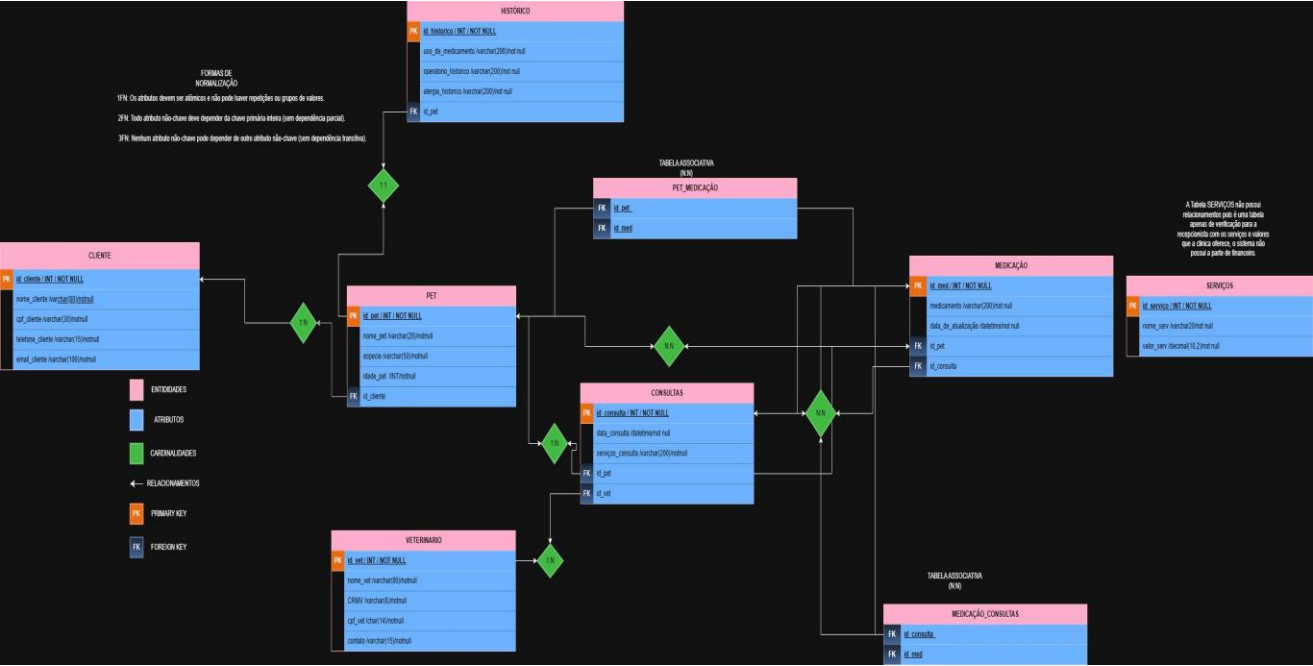 HISTÓRICO
PK id_historico / INT / NOT NULL
uso_de_medicamento /varchar(200)/not null
operatorio_historico /varchar(200)/not null
alergia_historico /varchar(200)/not null
FK id_pet
FORMAS DE
NORMALIZAÇÃO
1FN: Os atributos devem ser atômicos e não pode haver repetições ou grupos de valores.
2FN: Todo atributo não-chave deve depender da chave primária inteira (sem dependência parcial).
3FN: Nenhum atributo não-chave pode depender de outro atributo não-chave (sem dependência transitiva).
1:1
TABELA ASSOCIATIVA
(N:N)
PET_MEDICAÇÃO
FK id_pet
FK id_med
A Tabela SERVIÇOS não possui
relacionamentos pois é uma tabela
apenas de verificação para a
recepcionista com os serviços e valores
que a clínica oferece, o sistema não
possui a parte de financeiro.
CLIENTE
PK id_cliente / INT / NOT NULL
nome_cliente /varchar(80)/notnull
cpf_cliente /varchar(30)/notnull
telefone_cliente /varchar(15)/notnull
email_cliente /varchar(100)/notnull
1:N
PET
PK id_pet / INT / NOT NULL
nome_pet /varchar(20)/notnull
especie /varchar(50)/notnull
idade_pet /INT/notnull
FK id_cliente
N:N
MEDICAÇÃO
PK id_med / INT / NOT NULL
medicamento /varchar(200)/not null
data_de_atualização /datetime/not null
FK id_pet
FK id_consulta
SERVIÇOS
PK id_serviço / INT / NOT NULL
nome_serv /varchar20/not null
valor_serv /decimal(10,2)/not null
ENTIDADES
ATRIBUTOS
CARDINALIDADES
RELACIONAMENTOS
PK PRIMARY KEY
FK FOREIGN KEY
CONSULTAS
PK id_consulta / INT / NOT NULL
data_consulta /datetime/not null
serviços_consulta /varchar(200)/notnull
FK id_pet
FK id_vet
1:N
N:N
VETERINARIO
PK id_vet / INT / NOT NULL
nome_vet /varchar(80)/notnull
CRMV /varchar(8)/notnull
cpf_vet /char(14)/notnull
contato /varchar(15)/notnull
1:N
TABELA ASSOCIATIVA
(N:N)
MEDICAÇÃO_CONSULTAS
FK id_consulta
FK id_med